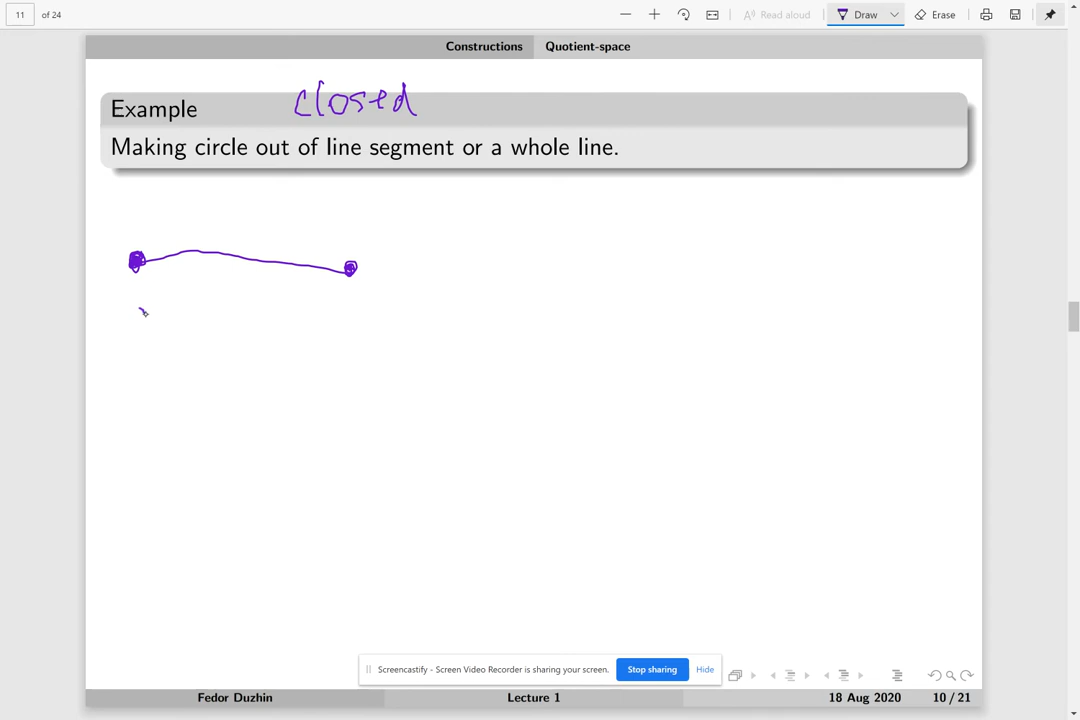 11 of 24
Read aloud
Draw
Erase
Constructions Quotient-space
closed
Example
Making circle out of line segment or a whole line.
Screencastify - Screen Video Recorder is sharing your screen. Stop sharing Hide
Fedor Duzhin Lecture 1 18 Aug 2020 10 / 21